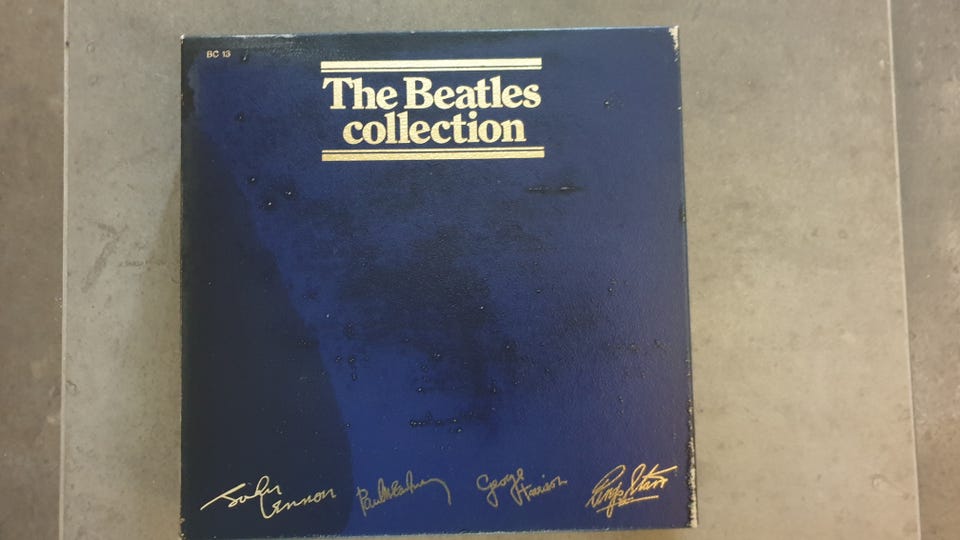 BC 13
The Beatles
collection
John Lennon Paul McCartney George Harrison Ringo Starr